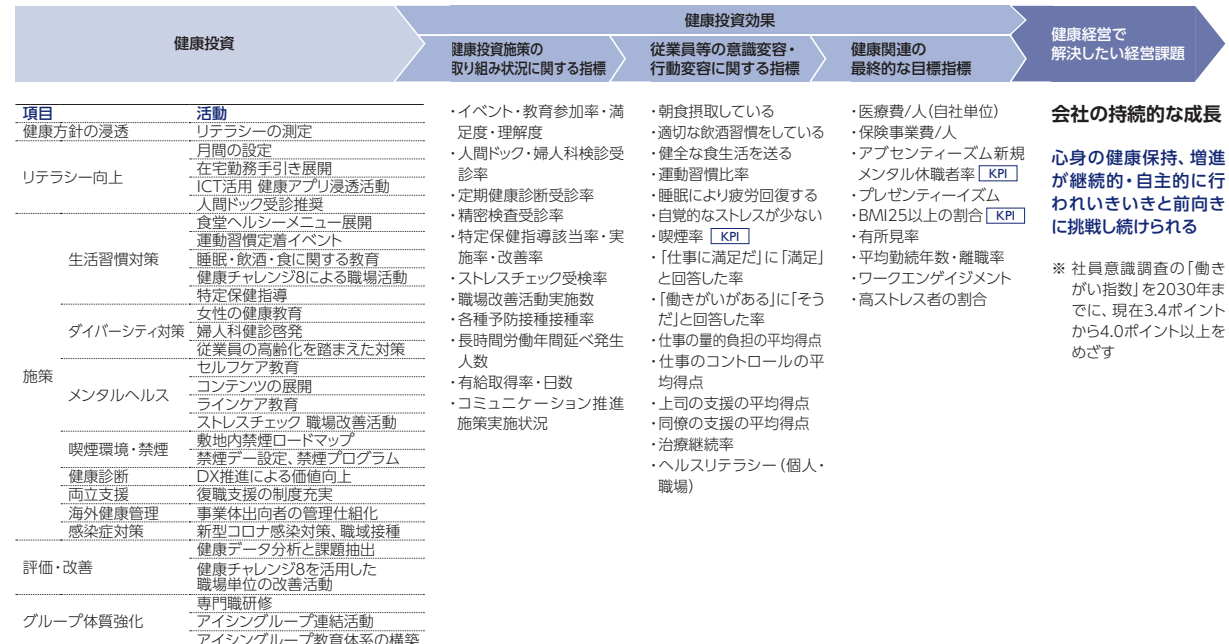 健康投資
健康投資効果
健康投資施策の
取り組み状況に関する指標
従業員等の意識変容・
行動変容に関する指標
健康関連の
最終的な目標指標
健康経営で
解決したい経営課題
項目 活動
健康方針の浸透 リテラシーの測定
リテラシー向上
月間の設定
在宅勤務手引き展開
ICT活用 健康アプリ浸透活動
人間ドック受診推奨
施策
生活習慣対策
食堂ヘルシーメニュー展開
運動習慣定着イベント
睡眠・飲酒・食に関する教育
健康チャレンジ8による職場活動
特定保健指導
ダイバーシティ対策
女性の健康教育
婦人科健診啓発
従業員の高齢化を踏まえた対策
メンタルヘルス
セルフケア教育
コンテンツの展開
ラインケア教育
ストレスチェック 職場改善活動
喫煙環境・禁煙
敷地内禁煙ロードマップ
禁煙デー設定、禁煙プログラム
健康診断 DX推進による価値向上
両立支援 復職支援の制度充実
海外健康管理 事業体出向者の管理仕組化
感染症対策 新型コロナ感染対策、職域接種
評価・改善
健康データ分析と課題抽出
健康チャレンジ8を活用した
職場単位の改善活動
グループ体質強化
専門職研修
アイシングループ連結活動
アイシングループ教育体系の構築
・イベント・教育参加率・満
足度・理解度
・人間ドック・婦人科検診受
診率
・定期健康診断受診率
・精密検査受診率
・特定保健指導該当率・実
施率・改善率
・ストレスチェック受検率
・職場改善活動実施数
・各種予防接種接種率
・長時間労働年間延べ発生
人数
・有給取得率・日数
・コミュニケーション推進
施策実施状況
・朝食摂取している
・適切な飲酒習慣をしている
・健全な食生活を送る
・運動習慣比率
・睡眠により疲労回復する
・自覚的なストレスが少ない
・喫煙率 KPI
・「仕事に満足だ」に「満足」
と回答した率
・「働きがいがある」に「そう
だ」と回答した率
・仕事の量的負担の平均得点
・仕事のコントロールの平
均得点
・上司の支援の平均得点
・同僚の支援の平均得点
・治療継続率
・ヘルスリテラシー（個人・
職場）
・医療費/人(自社単位)
・保険事業費/人
・アブセンティーズム新規
メンタル休職者率 KPI
・プレゼンティーイズム
・BMI25以上の割合 KPI
・有所見率
・平均勤続年数・離職率
・ワークエンゲイジメント
・高ストレス者の割合
会社の持続的な成長
心身の健康保持、増進
が継続的・自主的に行
われいきいきと前向き
に挑戦し続けられる
※ 社員意識調査の「働き
がい指数」を2030年ま
でに、現在3.4ポイント
から4.0ポイント以上を
めざす